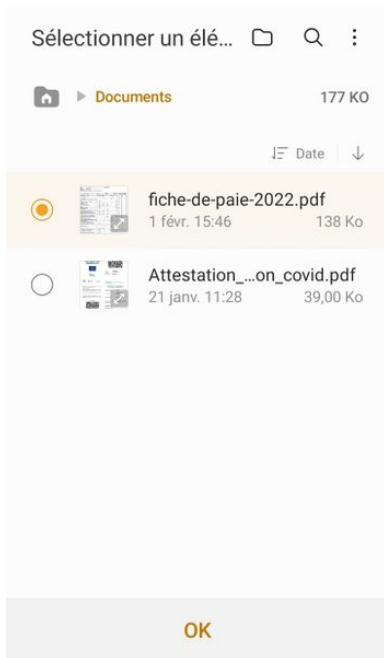 Sélectionner un élé...
Documents 177 KO
Date
fiche-de-paie-2022.pdf
1 févr. 15:46 138 Ko
Attestation_...on_covid.pdf
21 janv. 11:28 39,00 Ko
OK